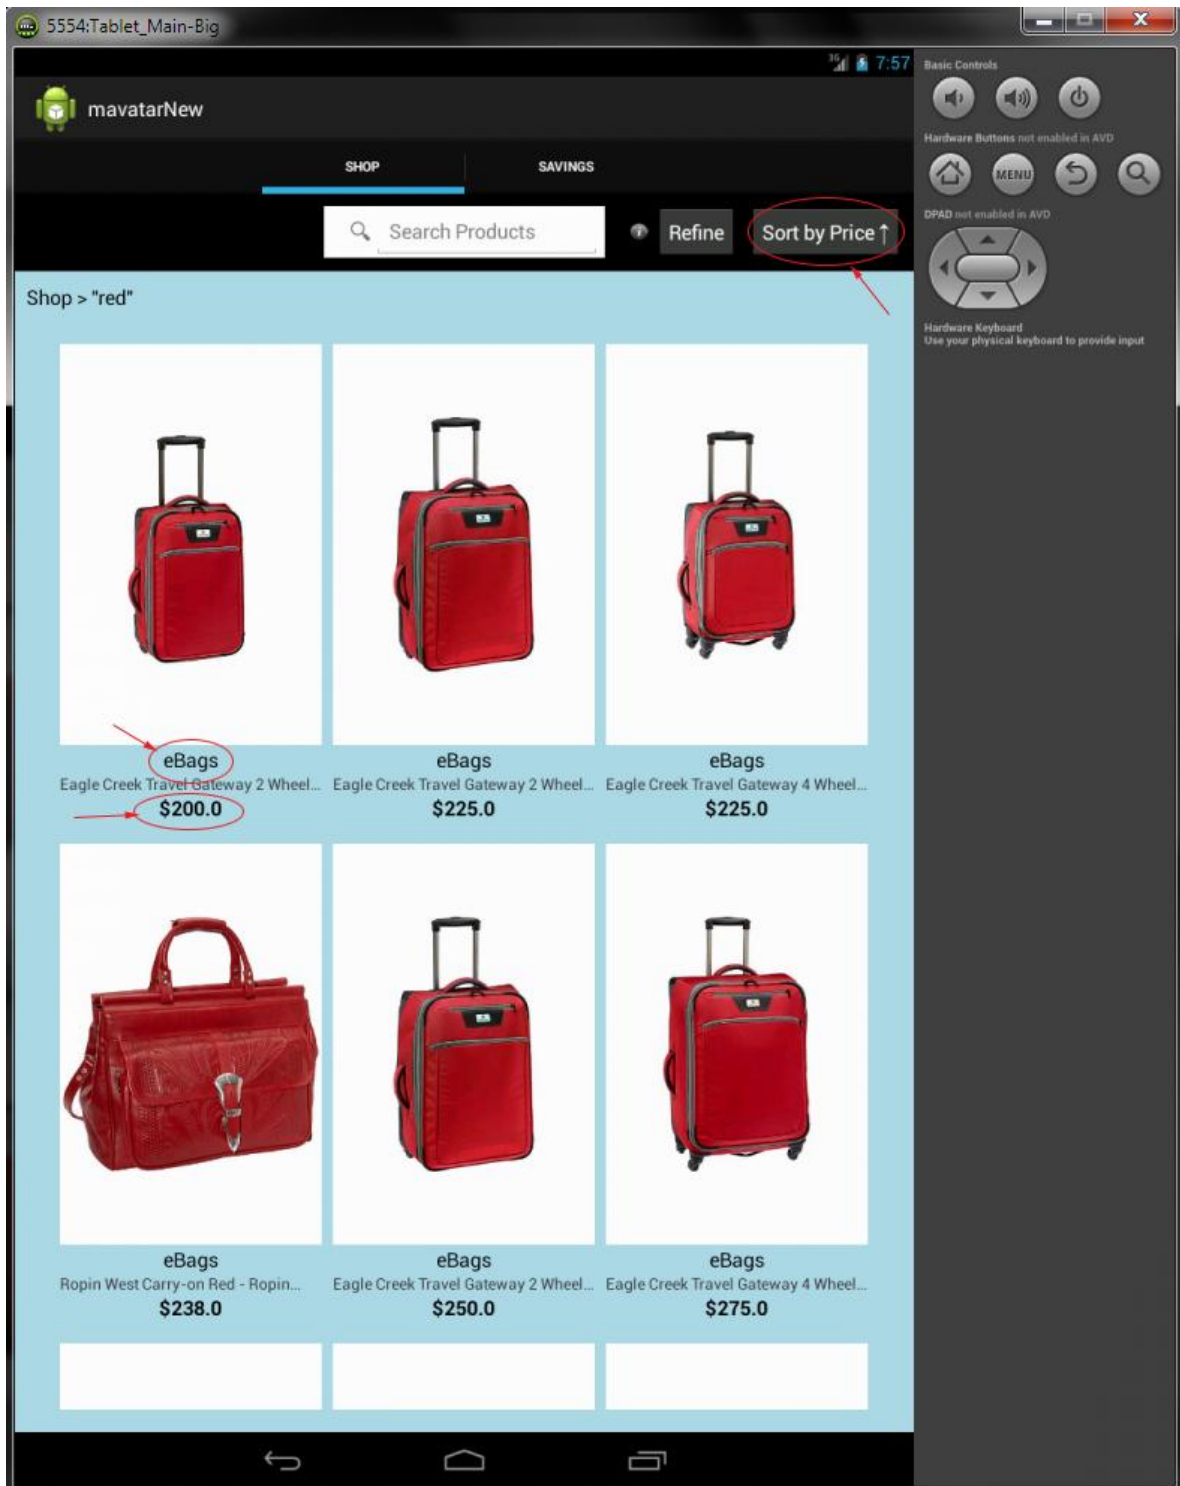 5554:Tablet_Main-Big
3G 7:57
mavatarNew
SHOP SAVINGS
Search Products Refine Sort by Price ↑
Shop > "red"
eBags eBags eBags
Eagle Creek Travel Gateway 2 Wheel... Eagle Creek Travel Gateway 2 Wheel... Eagle Creek Travel Gateway 4 Wheel...
$200.0 $225.0 $225.0
eBags eBags eBags
Ropin West Carry-on Red - Ropin... Eagle Creek Travel Gateway 2 Wheel... Eagle Creek Travel Gateway 4 Wheel...
$238.0 $250.0 $275.0
Basic Controls
Hardware Buttons not enabled in AVD
MENU
DPAD not enabled in AVD
Hardware Keyboard
Use your physical keyboard to provide input